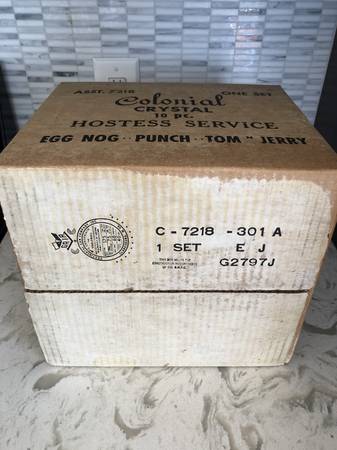 ASST. 7218 ONE SET
Colonial
CRYSTAL
10 pc.
HOSTESS SERVICE
EGG NOG·· PUNCH·· TOM " JERRY
C-7218 -301 A
1 SET E J
G2797J